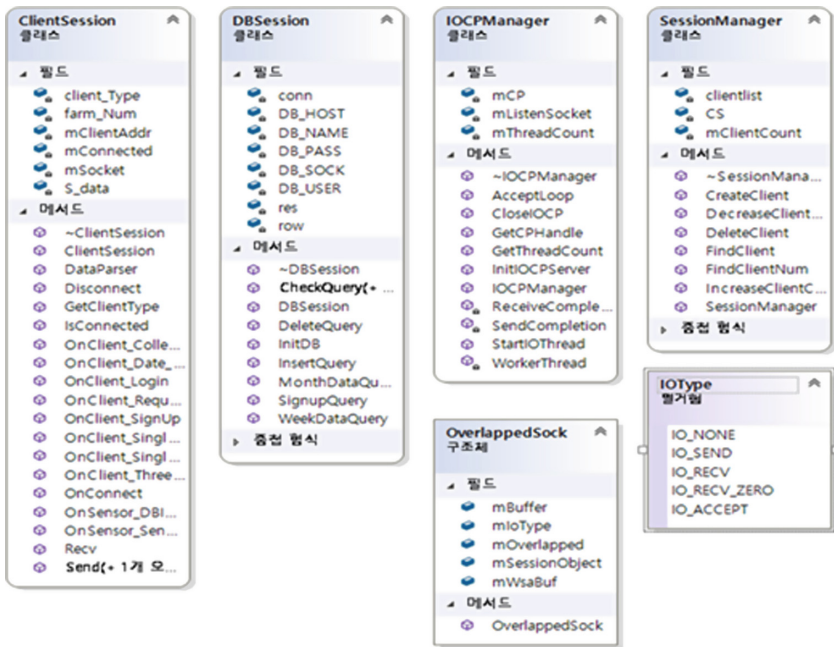 ClientSession
클래스
필드
client_Type
farm_Num
mClientAddr
mConnected
mSocket
S_data
메서드
~ClientSession
ClientSession
DataParser
Disconnect
GetClientType
IsConnected
OnClient_Colle...
OnClient_Date_...
OnClient_Login
OnClient_Requ...
OnClient_SignUp
OnClient_Singl...
OnClient_Singl...
OnClient_Three...
OnConnect
OnSensor_DBI...
OnSensor_Sen...
Recv
Send(+ 1개 오...
DBSession
클래스
필드
conn
DB_HOST
DB_NAME
DB_PASS
DB_SOCK
DB_USER
res
row
메서드
~DBSession
CheckQuery(+ ...
DBSession
DeleteQuery
InitDB
InsertQuery
MonthDataQu...
SignupQuery
WeekDataQuery
중첩 형식
IOCPManager
클래스
필드
mCP
mListenSocket
mThreadCount
메서드
~IOCPManager
AcceptLoop
CloseIOCP
GetCPHandle
GetThreadCount
InitIOCPServer
IOCPManager
ReceiveComple...
SendCompletion
StartIOThread
WorkerThread
OverlappedSock
구조체
필드
mBuffer
mIoType
mOverlapped
mSessionObject
mWsaBuf
메서드
OverlappedSock
SessionManager
클래스
필드
clientlist
CS
mClientCount
메서드
~SessionMana...
CreateClient
DecreaseClient...
DeleteClient
FindClient
FindClientNum
IncreaseClientC...
SessionManager
중첩 형식
IOType
열거형
IO_NONE
IO_SEND
IO_RECV
IO_RECV_ZERO
IO_ACCEPT